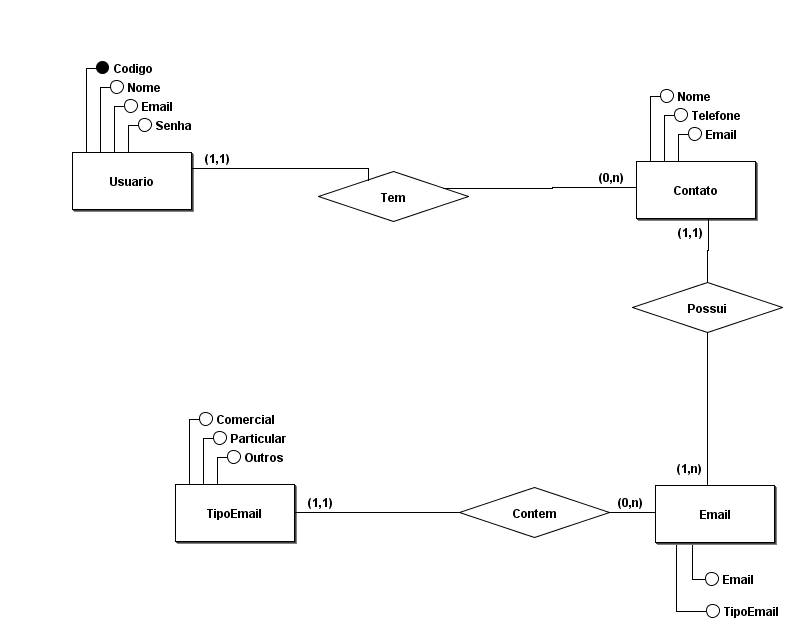 Codigo
Nome
Email
Senha
Usuario
(1,1)
Tem
(0,n)
Nome
Telefone
Email
Contato
(1,1)
Possui
(1,n)
Comercial
Particular
Outros
TipoEmail
(1,1)
Contem
(0,n)
Email
Email
TipoEmail